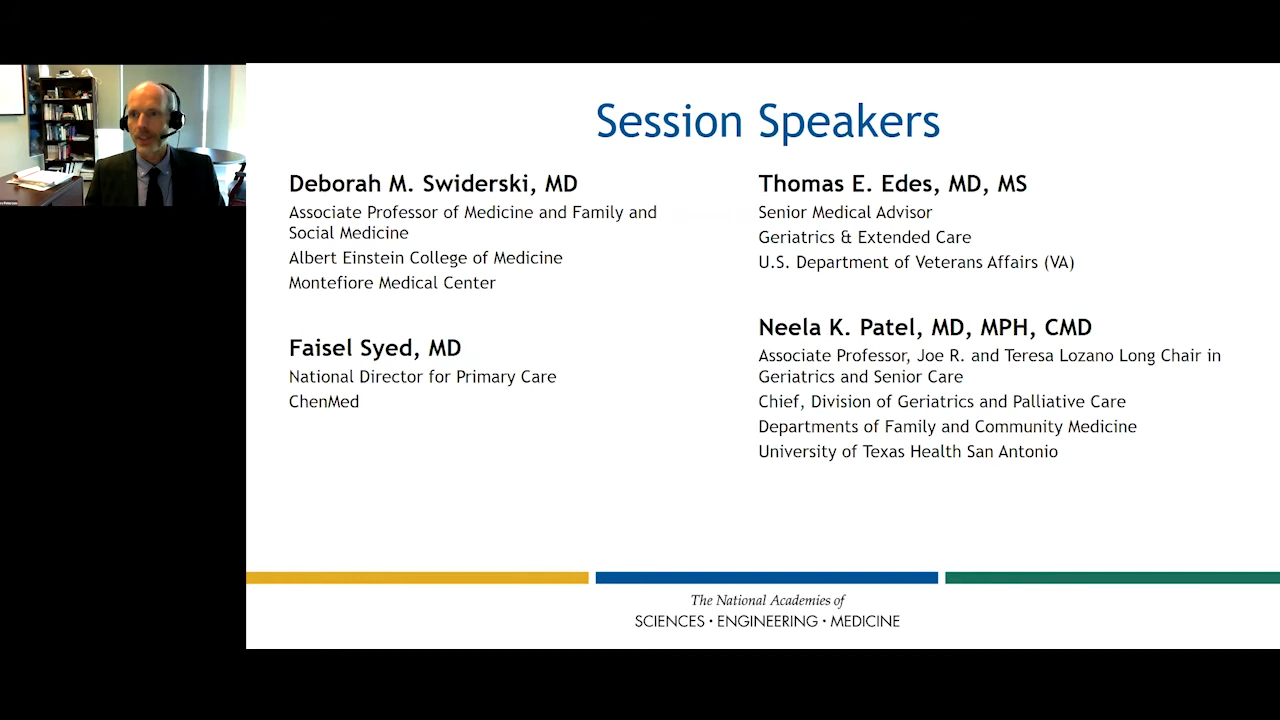 Session Speakers
Deborah M. Swiderski, MD
Associate Professor of Medicine and Family and
Social Medicine
Albert Einstein College of Medicine
Montefiore Medical Center
Faisel Syed, MD
National Director for Primary Care
ChenMed
Thomas E. Edes, MD, MS
Senior Medical Advisor
Geriatrics & Extended Care
U.S. Department of Veterans Affairs (VA)
Neela K. Patel, MD, MPH, CMD
Associate Professor, Joe R. and Teresa Lozano Long Chair in
Geriatrics and Senior Care
Chief, Division of Geriatrics and Palliative Care
Departments of Family and Community Medicine
University of Texas Health San Antonio
The National Academies of
SCIENCES • ENGINEERING • MEDICINE